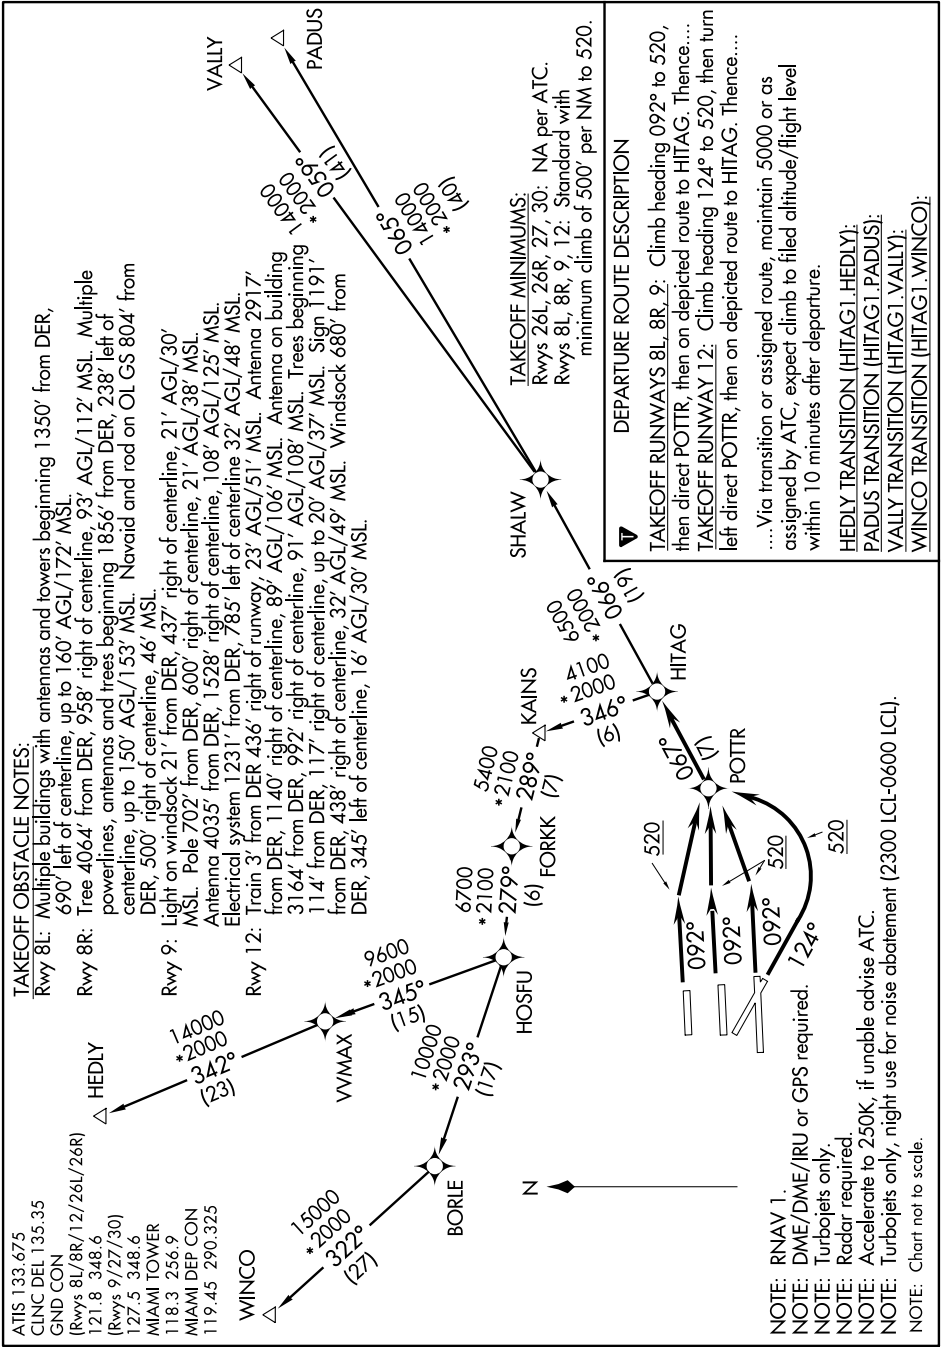 ATIS 133.675
CLNC DEL 135.35
GND CON
(Rwys 8L/8R/12/26L/26R)
121.8 348.6
(Rwys 9/27/30)
127.5 348.6
MIAMI TOWER
118.3 256.9
MIAMI DEP CON
119.45 290.325
TAKEOFF OBSTACLE NOTES:
Rwy 8L: Multiple buildings with antennas and towers beginning 1350' from DER,
690' left of centerline, up to 160' AGL/172' MSL.
Rwy 8R: Tree 4064' from DER, 958' right of centerline, 93' AGL/112' MSL. Multiple
powerlines, antennas and trees beginning 1856' from DER, 238' left of
centerline, up to 150' AGL/153' MSL. Navaid and rod on OL GS 804' from
DER, 500' right of centerline, 46' MSL.
Rwy 9: Light on windsock 21' from DER, 437' right of centerline, 21' AGL/30'
MSL. Pole 702' from DER, 600' right of centerline, 21' AGL/38' MSL.
Antenna 4035' from DER, 1528' right of centerline, 108' AGL/125' MSL.
Electrical system 1231' from DER, 785' left of centerline 32' AGL/48' MSL.
Rwy 12: Train 3' from DER 436' right of runway, 23' AGL/51' MSL. Antenna 2917'
from DER, 1140' right of centerline, 89' AGL/106' MSL. Antenna on building
3164' from DER, 992' right of centerline, 91' AGL/108' MSL. Trees beginning
114' from DER, 117' right of centerline, up to 20' AGL/37' MSL. Sign 1191'
from DER, 438' right of centerline, 32' AGL/49' MSL. Windsock 680' from
DER, 345' left of centerline, 16' AGL/30' MSL.
VALLY
PADUS
14000
*2000
059°
(41)
065°
14000
*2000
(40)
HEDLY
14000
*2000
342°
(23)
VVMAX
9600
*2000
345°
(15)
WINCO
15000
*2000
322°
(27)
BORLE
10000
*2000
293°
(17)
HOSFU
6700
*2100
279°
(6)
FORKK
5400
*2100
289°
(7)
KAINS
4100
*2000
346°
(6)
HITAG
6500
*2000
066°
(19)
SHALW
067°
(7)
POTTR
520
520
520
092°
092°
092°
124°
N
TAKEOFF MINIMUMS:
Rwys 26L, 26R, 27, 30: NA per ATC.
Rwys 8L, 8R, 9, 12: Standard with
minimum climb of 500' per NM to 520.
T
DEPARTURE ROUTE DESCRIPTION
TAKEOFF RUNWAYS 8L, 8R, 9: Climb heading 092° to 520,
then direct POTTR, then on depicted route to HITAG. Thence....
TAKEOFF RUNWAY 12: Climb heading 124° to 520, then turn
left direct POTTR, then on depicted route to HITAG. Thence....
....Via transition or assigned route, maintain 5000 or as
assigned by ATC, expect climb to filed altitude/flight level
within 10 minutes after departure.
HEDLY TRANSITION (HITAG1.HEDLY):
PADUS TRANSITION (HITAG1.PADUS):
VALLY TRANSITION (HITAG1.VALLY):
WINCO TRANSITION (HITAG1.WINCO):
NOTE: RNAV 1.
NOTE: DME/DME/IRU or GPS required.
NOTE: Turbojets only.
NOTE: Radar required.
NOTE: Accelerate to 250K, if unable advise ATC.
NOTE: Turbojets only, night use for noise abatement (2300 LCL-0600 LCL).
NOTE: Chart not to scale.